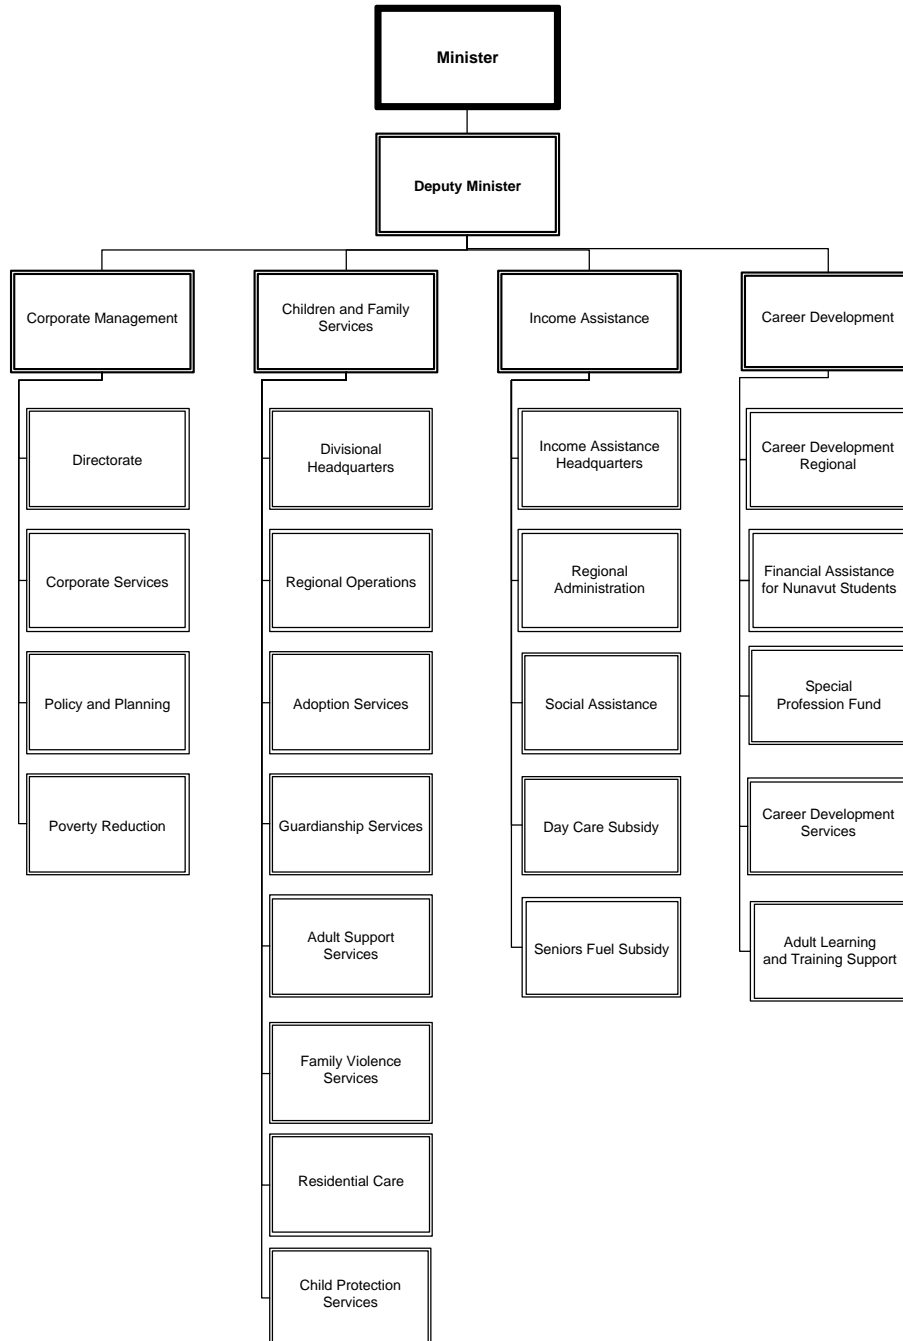 Minister
Deputy Minister
Corporate Management
Children and Family
Services
Income Assistance
Career Development
Directorate
Corporate Services
Policy and Planning
Poverty Reduction
Divisional
Headquarters
Regional Operations
Adoption Services
Guardianship Services
Adult Support
Services
Family Violence
Services
Residential Care
Child Protection
Services
Income Assistance
Headquarters
Regional
Administration
Social Assistance
Day Care Subsidy
Seniors Fuel Subsidy
Career Development
Regional
Financial Assistance
for Nunavut Students
Special
Profession Fund
Career Development
Services
Adult Learning
and Training Support